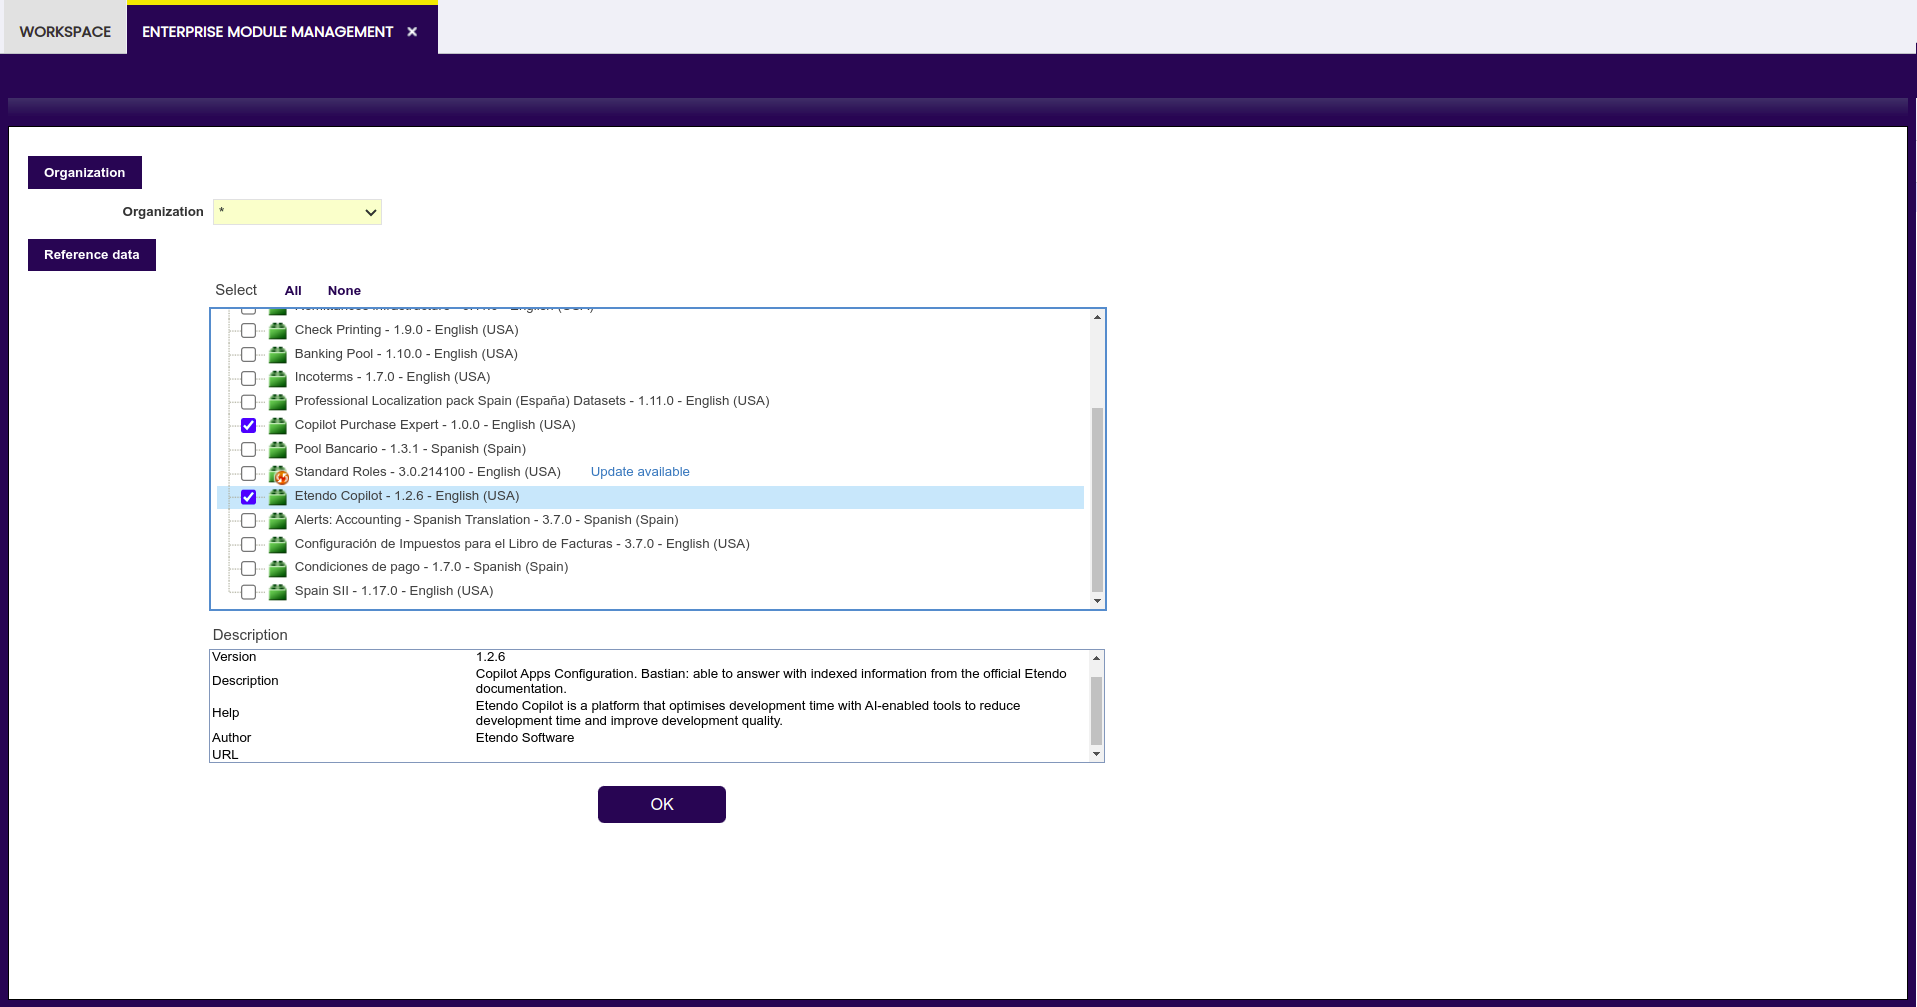 WORKSPACE
ENTERPRISE MODULE MANAGEMENT
Organization
Organization *
Reference data
Select All None
Check Printing - 1.9.0 - English (USA)
Banking Pool - 1.10.0 - English (USA)
Incoterms - 1.7.0 - English (USA)
Professional Localization pack Spain (España) Datasets - 1.11.0 - English (USA)
Copilot Purchase Expert - 1.0.0 - English (USA)
Pool Bancario - 1.3.1 - Spanish (Spain)
Standard Roles - 3.0.214100 - English (USA) Update available
Etendo Copilot - 1.2.6 - English (USA)
Alerts: Accounting - Spanish Translation - 3.7.0 - Spanish (Spain)
Configuración de Impuestos para el Libro de Facturas - 3.7.0 - English (USA)
Condiciones de pago - 1.7.0 - Spanish (Spain)
Spain SII - 1.17.0 - English (USA)
Description
Version 1.2.6
Description Copilot Apps Configuration. Bastian: able to answer with indexed information from the official Etendo
documentation.
Help Etendo Copilot is a platform that optimises development time with AI-enabled tools to reduce
development time and improve development quality.
Author Etendo Software
URL
OK